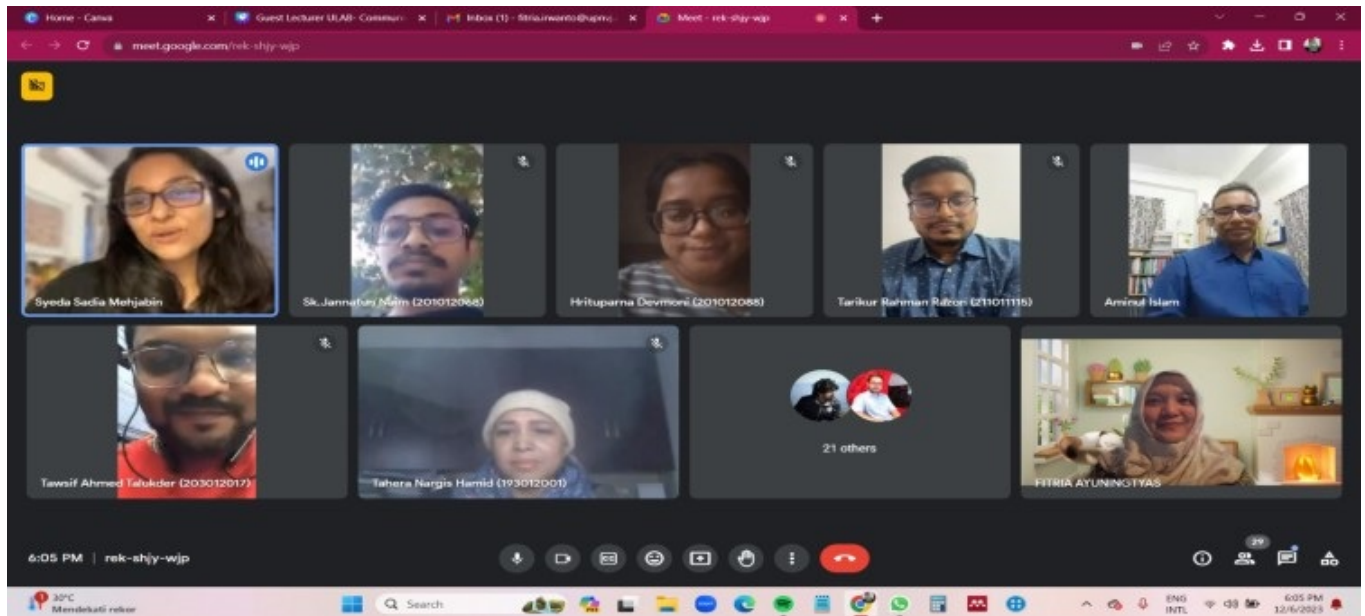 Home - Canva
Guest Lecturer ULAB- Communi
Inbox (1) - fitria.irwanto@upnvj.
Meet - rek-shjy-wjp
meet.google.com/rek-shjy-wjp
Syeda Sadia Mehjabin
Sk. Jannatun Naim (201012068)
Hrituparna Devmoni (201012088)
Tarikur Rahman (211011115)
Aminul Islam
Tawsif Ahmed Talukder (203012017)
Tahera Nargis Hamid (193012001)
21 others
FITRIA AYUNINGTYAS
6:05 PM | rek-shjy-wjp
29
30°C
Mendekati rekor
Search
ENG
INTL
6:05 PM
12/6/2023